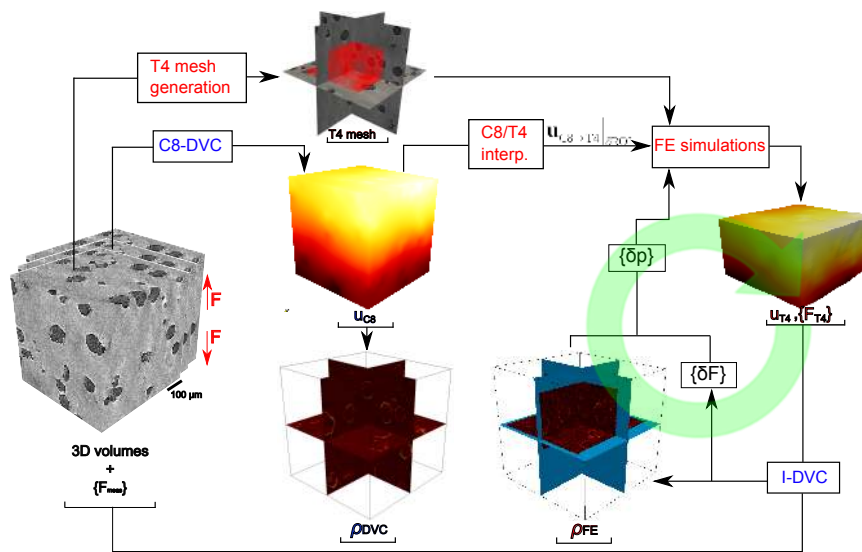 T4 mesh
generation
T4 mesh
C8-DVC
C8/T4
interp.
FE simulations
{δp}
F
F
100 µm
u_C8
u_T4,{F_T4}
{δF}
3D volumes
+
{F_meas}
I-DVC
ρDVC
ρFE